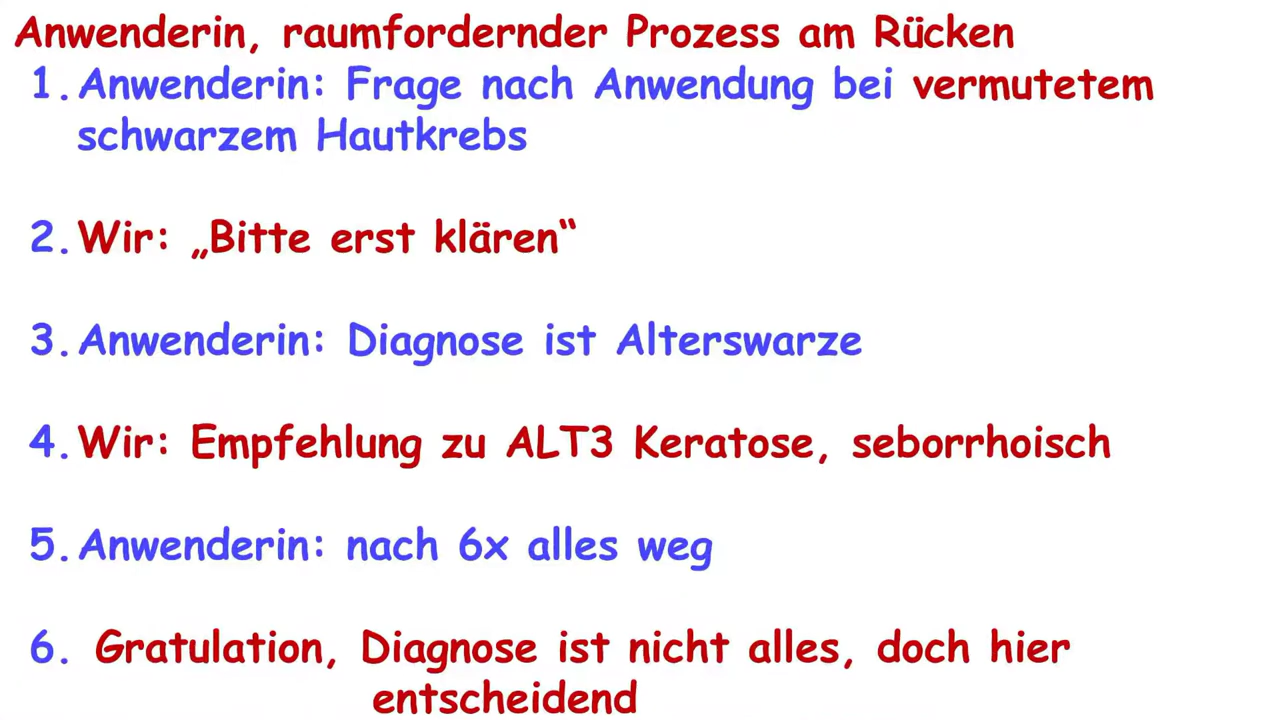 Anwenderin, raumfordernder Prozess am Rücken
1. Anwenderin: Frage nach Anwendung bei vermutetem
schwarzem Hautkrebs
2. Wir: „Bitte erst klären“
3. Anwenderin: Diagnose ist Alterswarze
4. Wir: Empfehlung zu ALT3 Keratose, seborrhoisch
5. Anwenderin: nach 6x alles weg
6. Gratulation, Diagnose ist nicht alles, doch hier
entscheidend